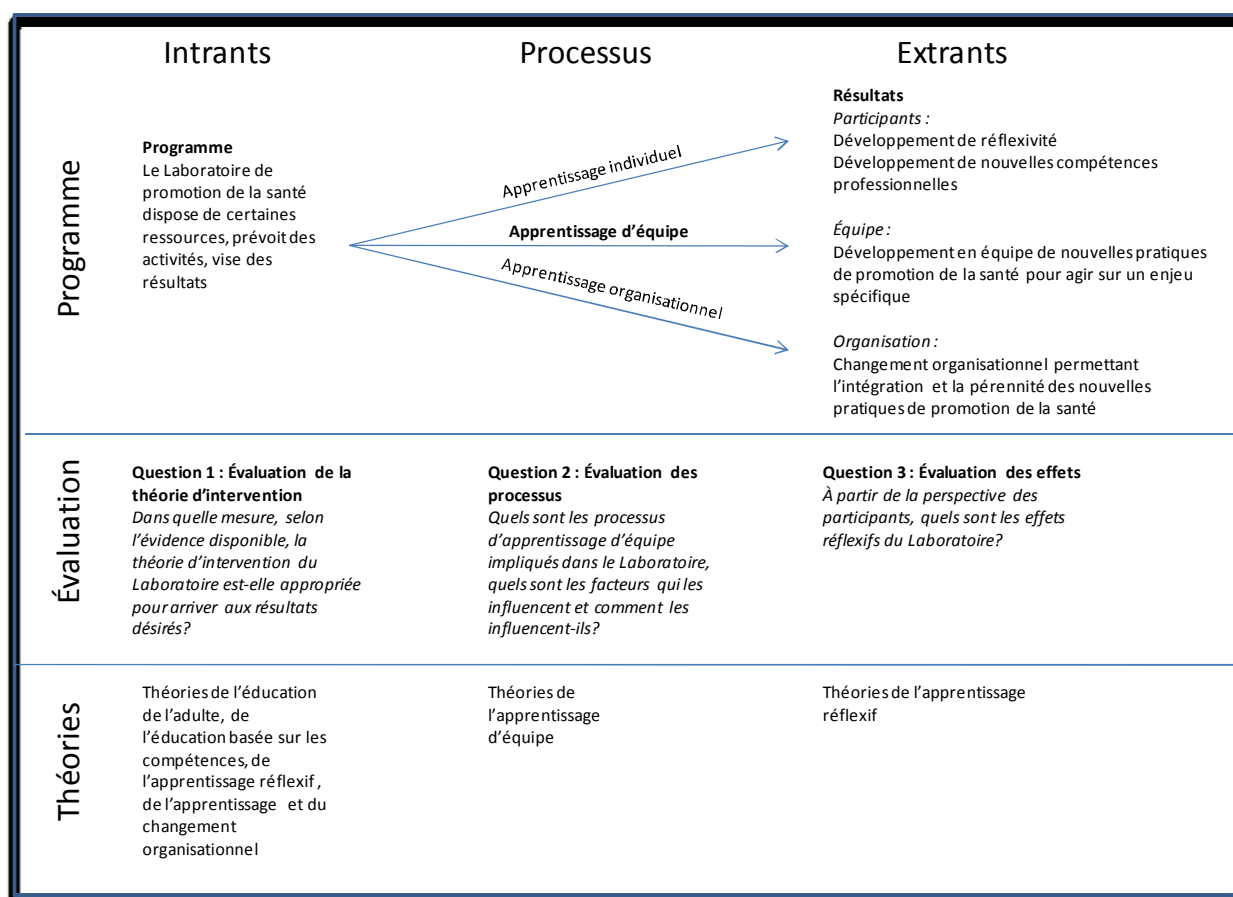 Intrants
Processus
Extrants
Programme
Programme
Le Laboratoire de
promotion de la santé
dispose de certaines
ressources, prévoit des
activités, vise des
résultats
Apprentissage individuel
Apprentissage d’équipe
Apprentissage organisationnel
Résultats
Participants :
Développement de réflexivité
Développement de nouvelles compétences
professionnelles
Équipe :
Développement en équipe de nouvelles pratiques
de promotion de la santé pour agir sur un enjeu
spécifique
Organisation :
Changement organisationnel permettant
l’intégration et la pérennité des nouvelles
pratiques de promotion de la santé
Évaluation
Question 1 : Évaluation de la
théorie d’intervention
Dans quelle mesure, selon
l’évidence disponible, la
théorie d’intervention du
Laboratoire est-elle appropriée
pour arriver aux résultats
désirés?
Question 2 : Évaluation des
processus
Quels sont les processus
d’apprentissage d’équipe
impliqués dans le Laboratoire,
quels sont les facteurs qui les
influencent et comment les
influencent-ils?
Question 3 : Évaluation des effets
À partir de la perspective des
participants, quels sont les effets
réflexifs du Laboratoire?
Théories
Théories de l’éducation
de l’adulte, de
l’éducation basée sur les
compétences, de
l’apprentissage réflexif ,
de l’apprentissage et du
changement
organisationnel
Théories de
l’apprentissage
d’équipe
Théories de l’apprentissage
réflexif